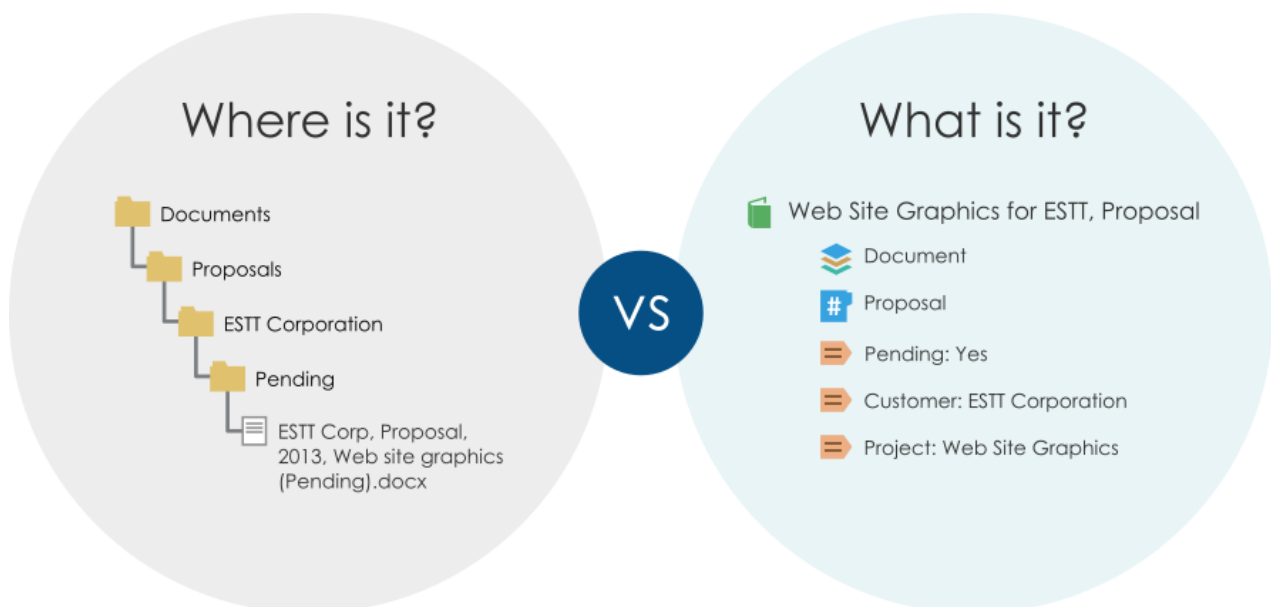 Where is it?
Documents
Proposals
ESTT Corporation
Pending
ESTT Corp, Proposal,
2013, Web site graphics
(Pending).docx
VS
What is it?
Web Site Graphics for ESTT, Proposal
Document
#
Proposal
Pending: Yes
Customer: ESTT Corporation
Project: Web Site Graphics